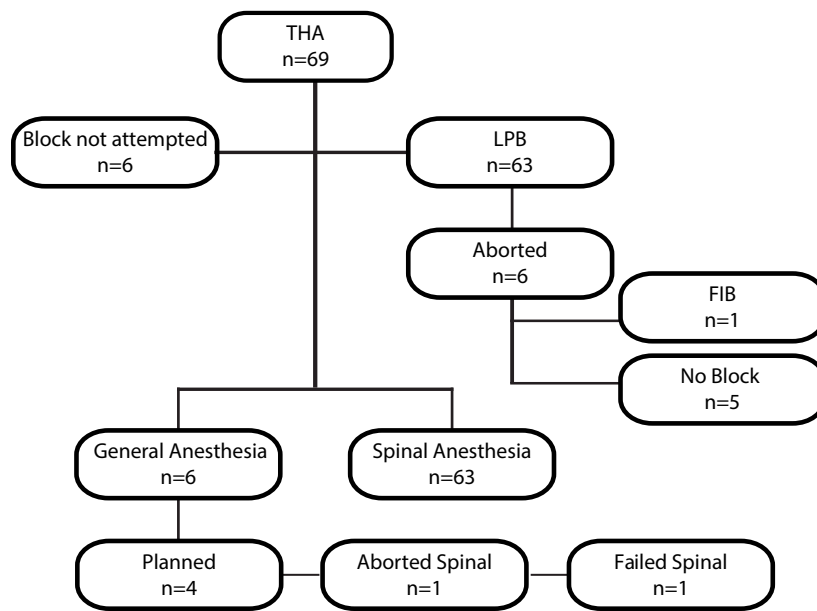 THA
n=69
Block not attempted
n=6
LPB
n=63
Aborted
n=6
FIB
n=1
No Block
n=5
General Anesthesia
n=6
Spinal Anesthesia
n=63
Planned
n=4
Aborted Spinal
n=1
Failed Spinal
n=1